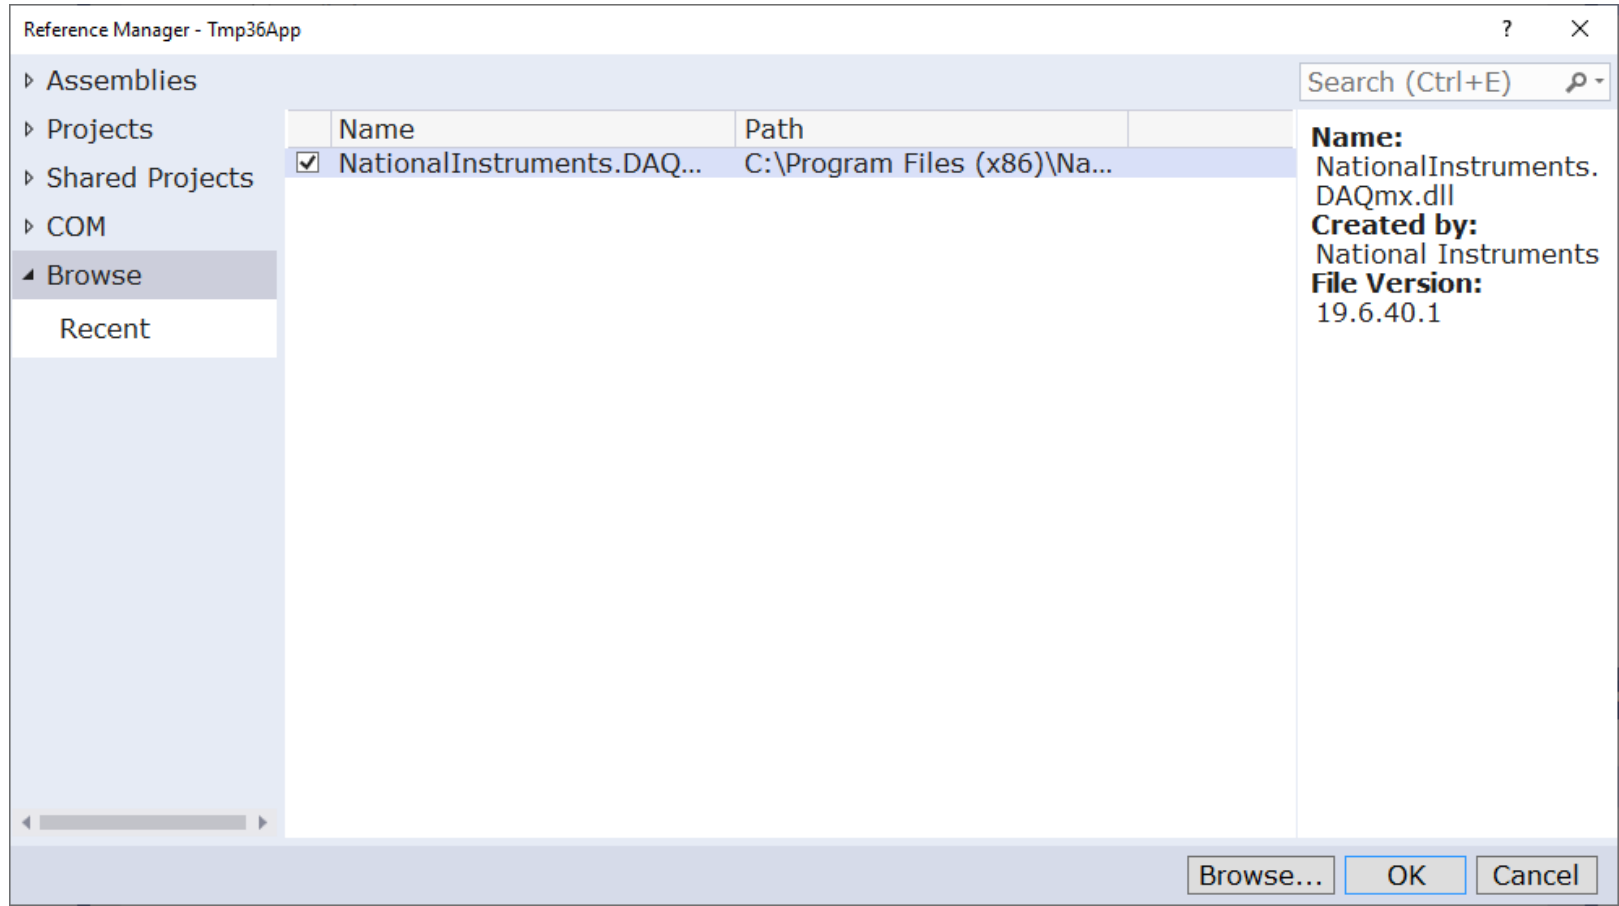 Reference Manager - Tmp36App
?
Assemblies
Search (Ctrl+E)
Projects
Shared Projects
COM
Browse
Recent
Name Path
NationalInstruments.DAQ... C:\Program Files (x86)\Na...
Name:
NationalInstruments.
DAQmx.dll
Created by:
National Instruments
File Version:
19.6.40.1
Browse... OK Cancel